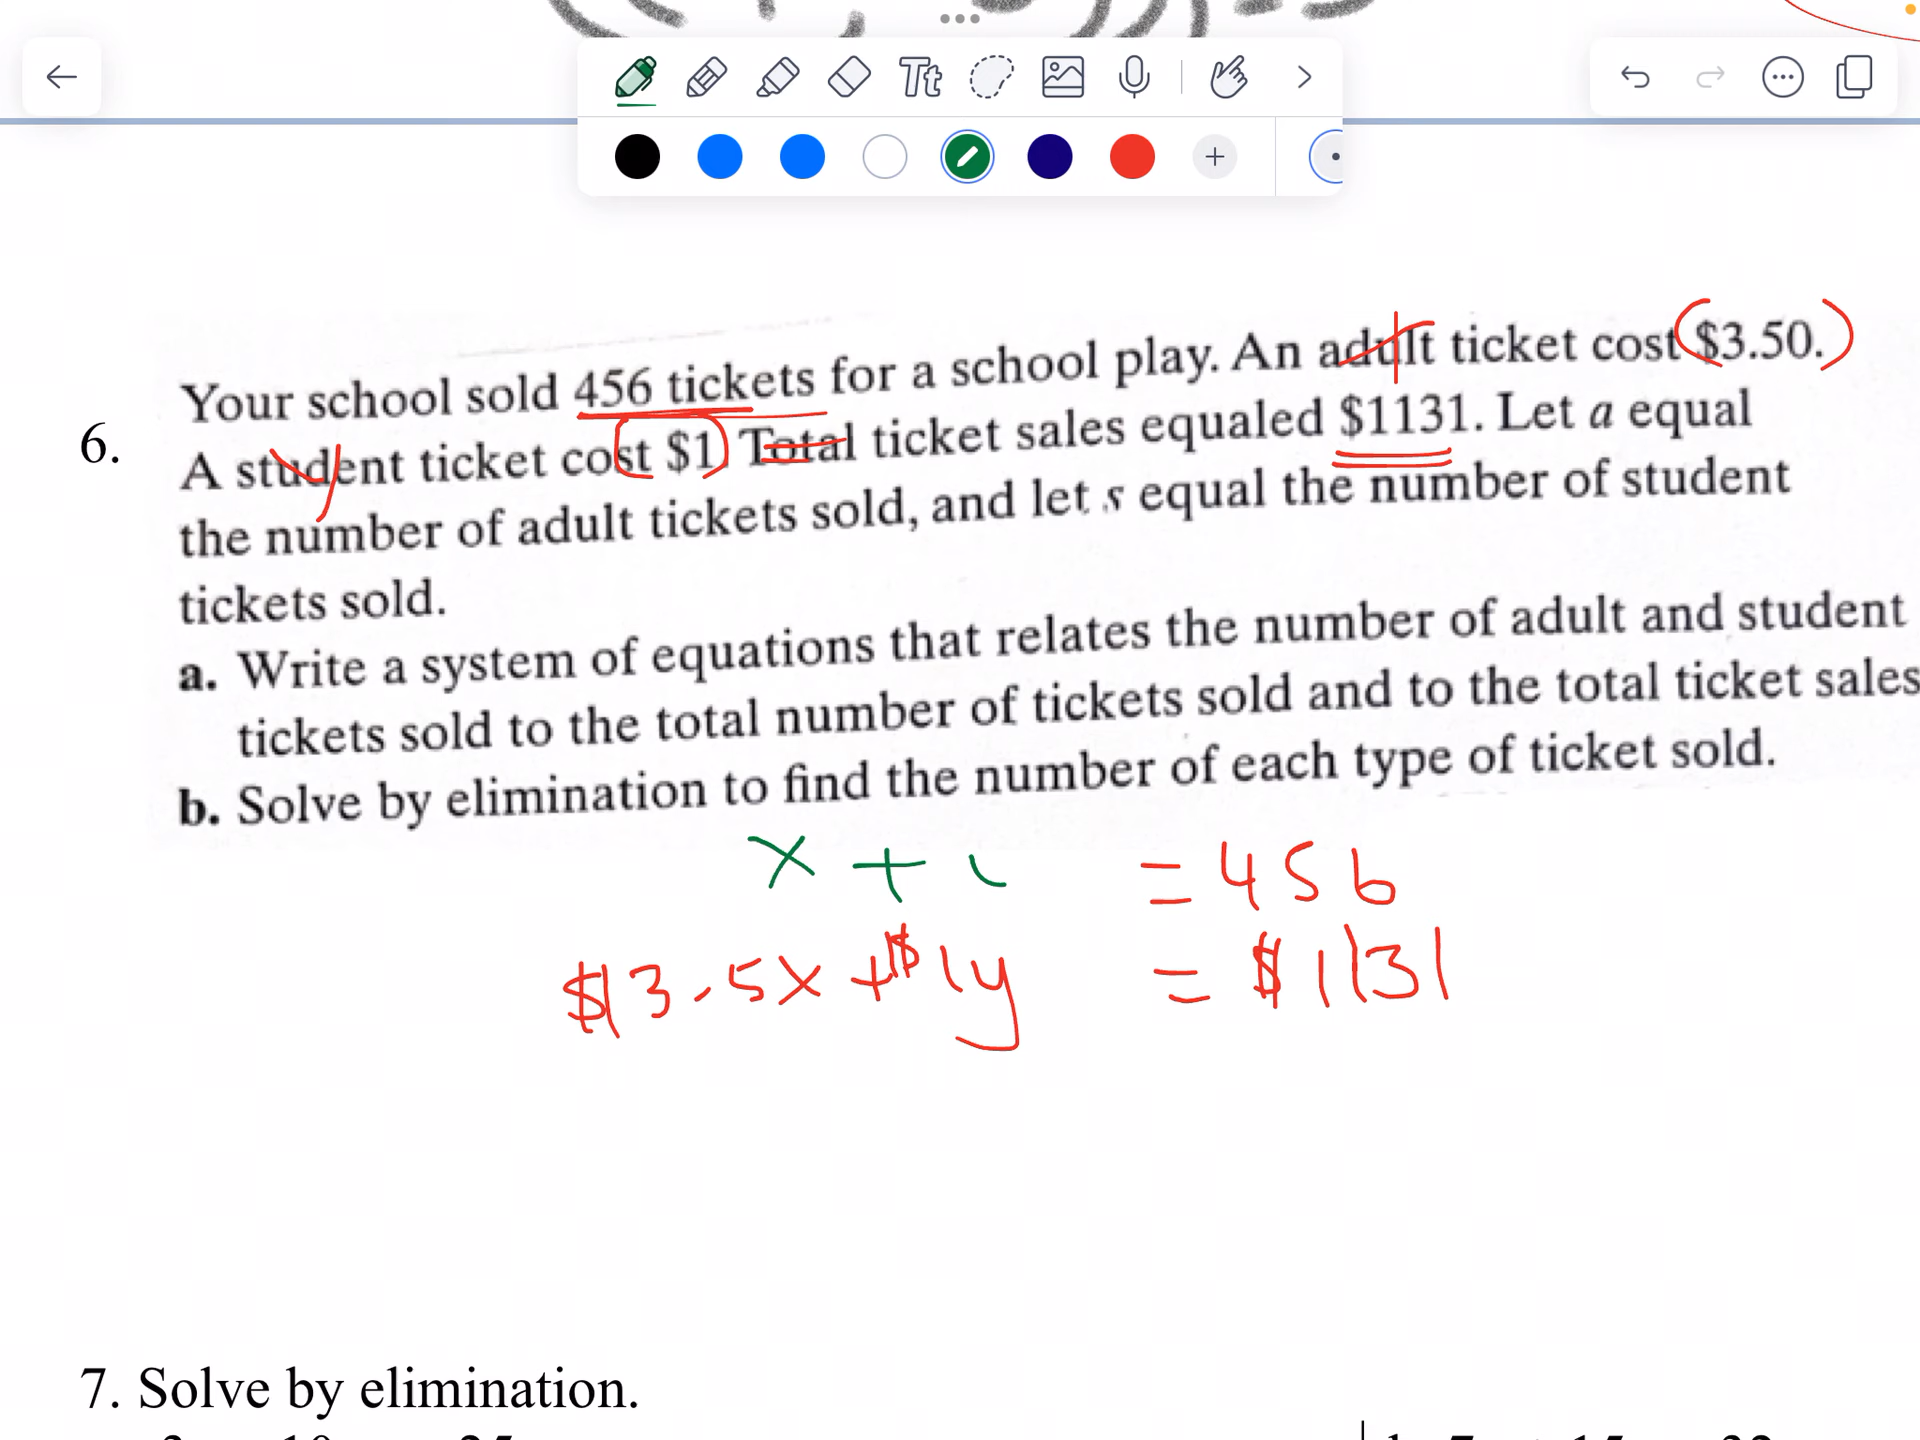 Tt
Your school sold 456 tickets for a school play. An adult ticket cost $3.50.
6. A student ticket cost $1. Total ticket sales equaled $1131. Let a equal
the number of adult tickets sold, and let s equal the number of student
tickets sold.
a. Write a system of equations that relates the number of adult and student
tickets sold to the total number of tickets sold and to the total ticket sales
b. Solve by elimination to find the number of each type of ticket sold.
x + = 456
$3.5x + $1y = $1131
7. Solve by elimination.